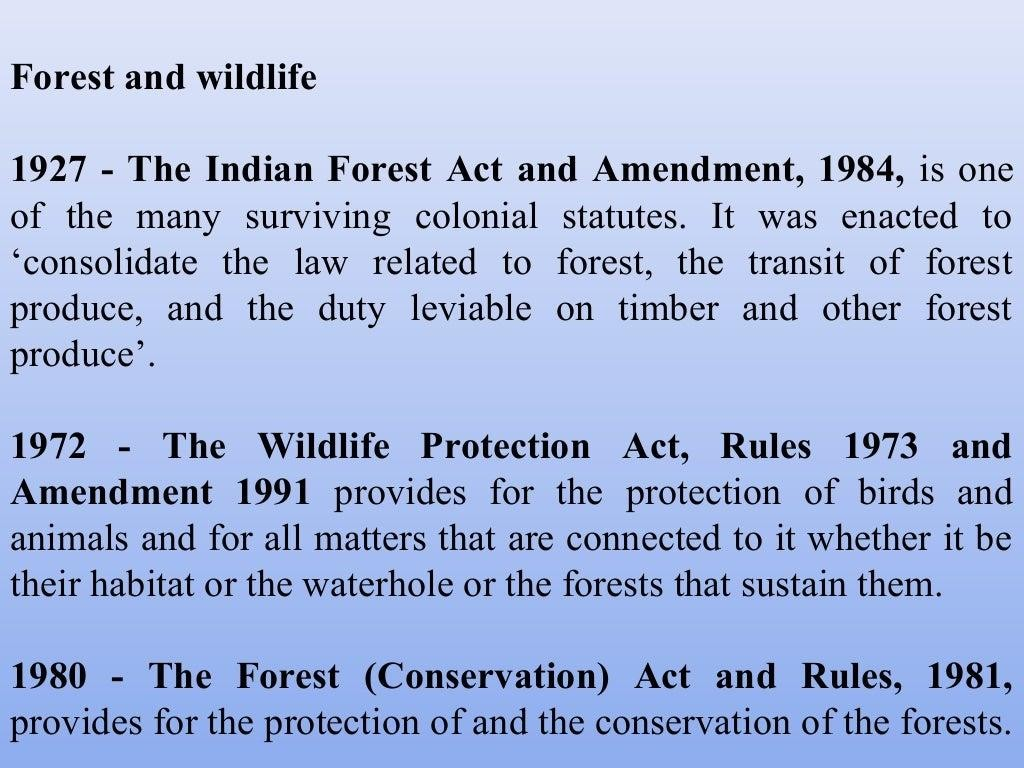 Forest and wildlife
1927 - The Indian Forest Act and Amendment, 1984, is one
of the many surviving colonial statutes. It was enacted to
‘consolidate the law related to forest, the transit of forest
produce, and the duty leviable on timber and other forest
produce’.
1972 - The Wildlife Protection Act, Rules 1973 and
Amendment 1991 provides for the protection of birds and
animals and for all matters that are connected to it whether it be
their habitat or the waterhole or the forests that sustain them.
1980 - The Forest (Conservation) Act and Rules, 1981,
provides for the protection of and the conservation of the forests.